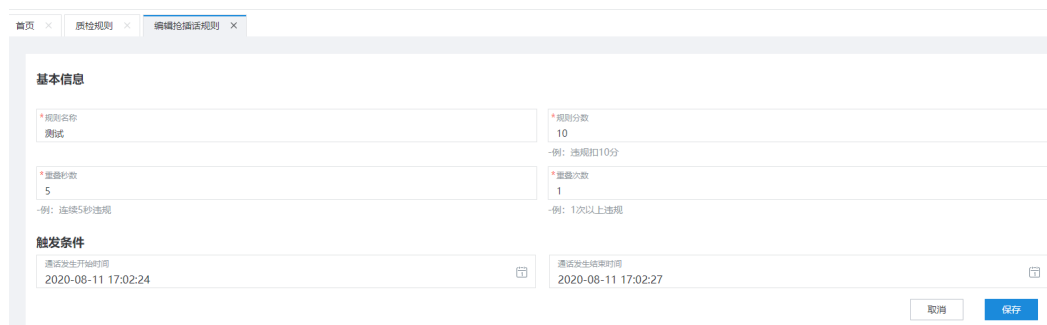 首页 × 质检规则 × 编辑抢插话规则 ×
基本信息
*规则名称
测试
*规则分数
10
-例：违规扣10分
*重叠秒数
5
-例：连续5秒违规
*重叠次数
1
-例：1次以上违规
触发条件
通话发生开始时间
2020-08-11 17:02:24
通话发生结束时间
2020-08-11 17:02:27
取消 保存